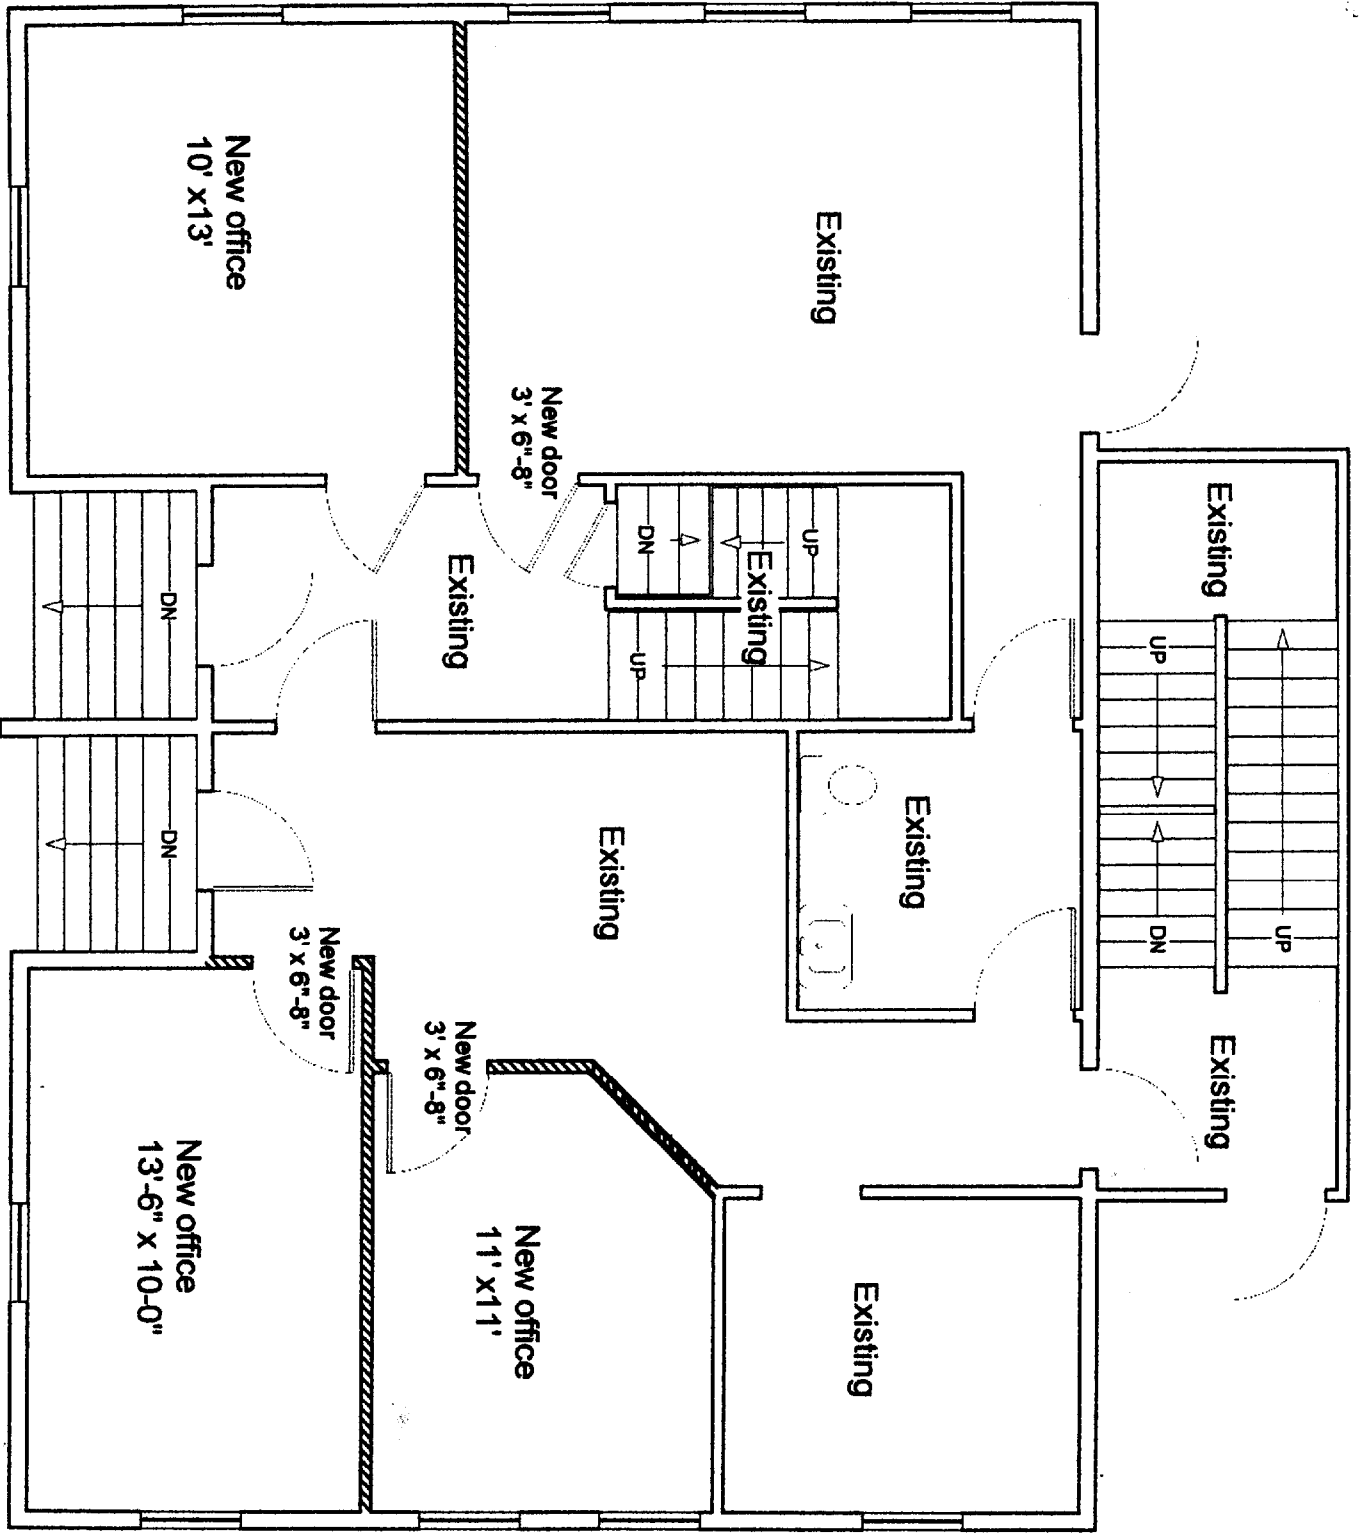 UP
Existing
Existing
UP
DN
Existing
Existing
Existing
UP
Existing
DN
UP
Existing
New door
3' x 6"-8"
New office
11' x11'
Existing
New door
3' x 6"-8"
New door
3' x 6"-8"
New office
10' x13'
New office
13'-6" x 10-0"
DN
DN